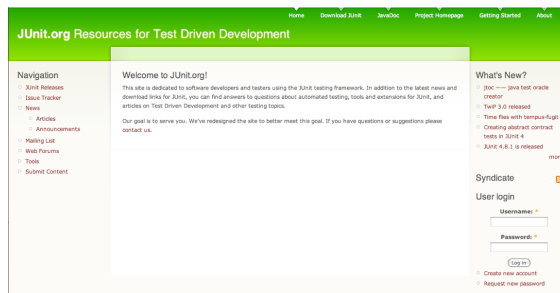 Home Download JUnit JavaDoc Project Homepage Getting Started About
JUnit.org Resources for Test Driven Development
Navigation
JUnit Releases
Issue Tracker
News
Articles
Announcements
Mailing List
Web Forums
Tools
Submit Content
Welcome to JUnit.org!
This site is dedicated to software developers and testers using the JUnit testing framework. In addition to the latest news and
download links for JUnit, you can find answers to questions about automated testing, tools and extensions for JUnit, and
articles on Test Driven Development and other testing topics.
Our goal is to serve you. We've redesigned the site to better meet this goal. If you have questions or suggestions please
contact us.
What's New?
jtoc —— Java test oracle
creator
TwiP 3.0 released
Time files with tempus-fugit
Creating abstract contract
tests in JUnit 4
JUnit 4.8.1 is released
mor
Syndicate
User login
Username: *
Password: *
Log in
Create new account
Request new password